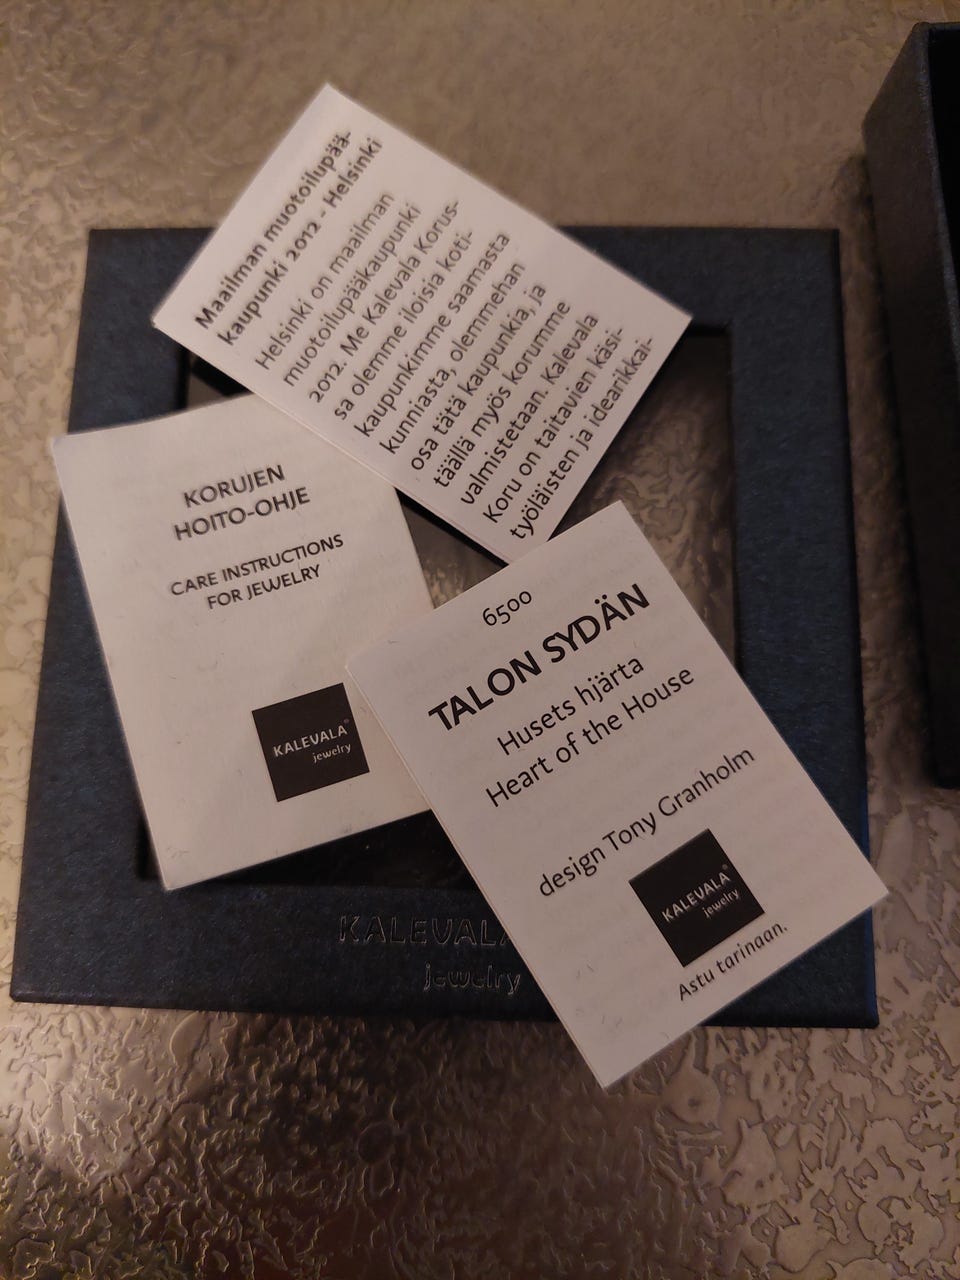 Maailman muotoilupää-
kaupunki 2012 - Helsinki
Helsinki on maailman
muotoilupääkaupunki
2012. Me Kalevala Korus-
sa olemme iloisia koti-
kaupunkimme saamasta
kunniasta, olemmehan
osa tätä kaupunkia, ja
täällä myös korumme
valmistetaan. Kalevala
Koru on taitavien käsi-
työläisten ja idearikkai-
KORUJEN
HOITO-OHJE
CARE INSTRUCTIONS
FOR JEWELRY
KALEVALA®
jewelry
6500
TALON SYDÄN
Husets hjärta
Heart of the House
design Tony Granholm
KALEVALA®
jewelry
Astu tarinaan.
KALEVALA
jewelry